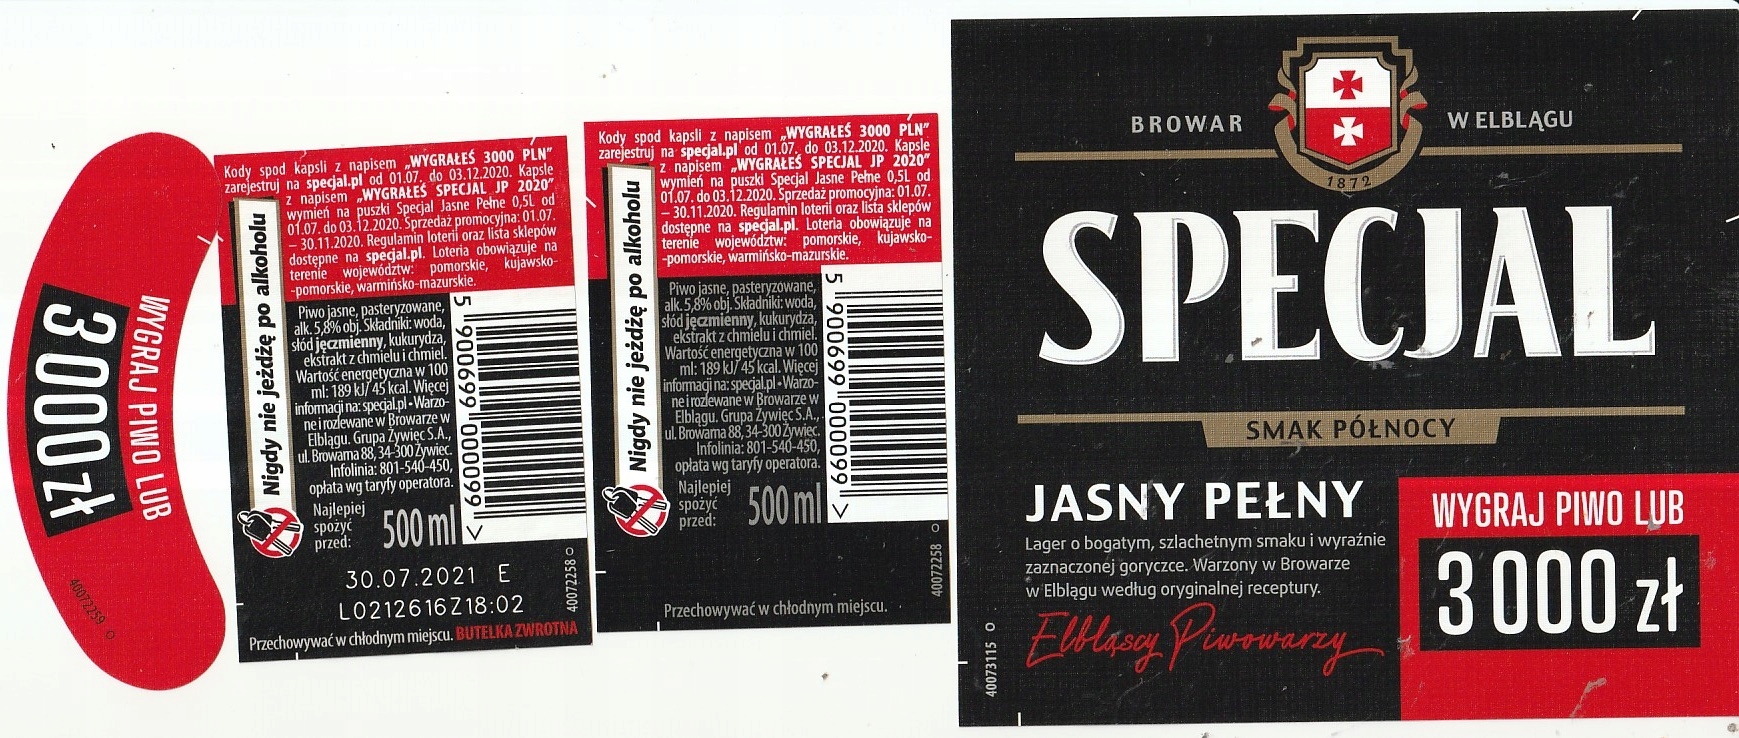 WYGRAJ PIWO LUB
3000 zł
40072259 O
Kody spod kapsli z napisem „WYGRAŁEŚ 3000 PLN”
zarejestruj na specjal.pl od 01.07. do 03.12.2020. Kapsle
z napisem „WYGRAŁEŚ SPECJAL JP 2020”
wymień na puszki Specjal Jasne Pełne 0,5L od
01.07. do 03.12.2020. Sprzedaż promocyjna: 01.07.
– 30.11.2020. Regulamin loterii oraz lista sklepów
dostępne na specjal.pl. Loteria obowiązuje na
terenie województw: pomorskie, kujawsko-
-pomorskie, warmińsko-mazurskie.
Nigdy nie jeżdżę po alkoholu
Piwo jasne, pasteryzowane,
alk. 5,8% obj. Składniki: woda,
słód jęczmienny, kukurydza,
ekstrakt z chmielu i chmiel.
Wartość energetyczna w 100
ml: 189 kJ/ 45 kcal. Więcej
informacji na: specjal.pl • Warzo-
ne i rozlewane w Browarze w
Elblągu. Grupa Żywiec S.A.,
ul. Browarna 88, 34-300 Żywiec.
Infolinia: 801-540-450,
opłata wg taryfy operatora.
Najlepiej
spożyć
przed:
500 ml
5 906699 000099 >
30.07.2021 E
L0212616Z18:02
40072258 O
Przechowywać w chłodnym miejscu. BUTELKA ZWROTNA
Kody spod kapsli z napisem „WYGRAŁEŚ 3000 PLN”
zarejestruj na specjal.pl od 01.07. do 03.12.2020. Kapsle
z napisem „WYGRAŁEŚ SPECJAL JP 2020”
wymień na puszki Specjal Jasne Pełne 0,5L od
01.07. do 03.12.2020. Sprzedaż promocyjna: 01.07.
– 30.11.2020. Regulamin loterii oraz lista sklepów
dostępne na specjal.pl. Loteria obowiązuje na
terenie województw: pomorskie, kujawsko-
-pomorskie, warmińsko-mazurskie.
Nigdy nie jeżdżę po alkoholu
Piwo jasne, pasteryzowane,
alk. 5,8% obj. Składniki: woda,
słód jęczmienny, kukurydza,
ekstrakt z chmielu i chmiel.
Wartość energetyczna w 100
ml: 189 kJ/ 45 kcal. Więcej
informacji na: specjal.pl • Warzo-
ne i rozlewane w Browarze w
Elblągu. Grupa Żywiec S.A.,
ul. Browarna 88, 34-300 Żywiec.
Infolinia: 801-540-450,
opłata wg taryfy operatora.
Najlepiej
spożyć
przed:
500 ml
5 906699 000099 >
40072258 O
Przechowywać w chłodnym miejscu.
BROWAR W ELBLĄGU
1872
SPECJAL
SMAK PÓŁNOCY
JASNY PEŁNY
Lager o bogatym, szlachetnym smaku i wyraźnie
zaznaczonej goryczce. Warzony w Browarze
w Elblągu według oryginalnej receptury.
Elbląscy Piwowarzy
40073115 O
WYGRAJ PIWO LUB
3 000 zł